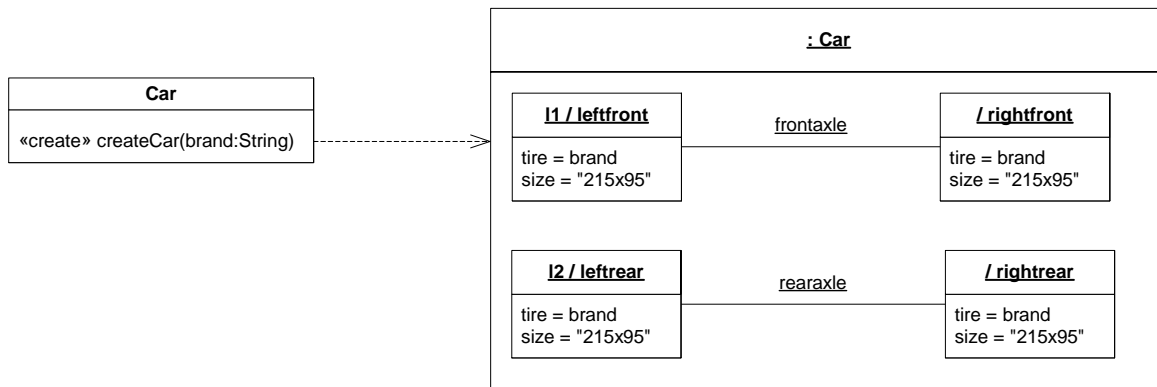 Car
«create» createCar(brand:String)
: Car
l1 / leftfront
tire = brand
size = "215x95"
frontaxle
/ rightfront
tire = brand
size = "215x95"
l2 / leftrear
tire = brand
size = "215x95"
rearaxle
/ rightrear
tire = brand
size = "215x95"